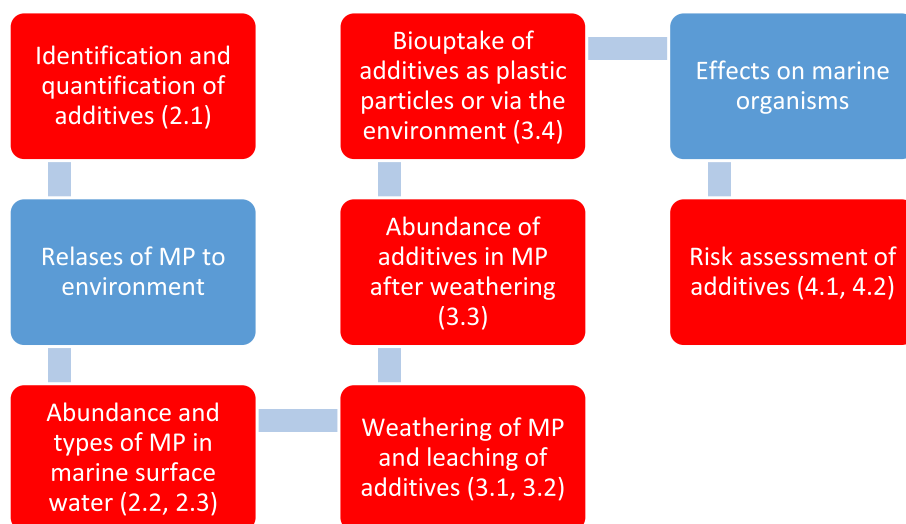 Identification and
quantification of
additives (2.1)
Relases of MP to
environment
Abundance and
types of MP in
marine surface
water (2.2, 2.3)
Weathering of MP
and leaching of
additives (3.1, 3.2)
Abundance of
additives in MP
after weathering
(3.3)
Biouptake of
additives as plastic
particles or via the
environment (3.4)
Effects on marine
organisms
Risk assessment of
additives (4.1, 4.2)